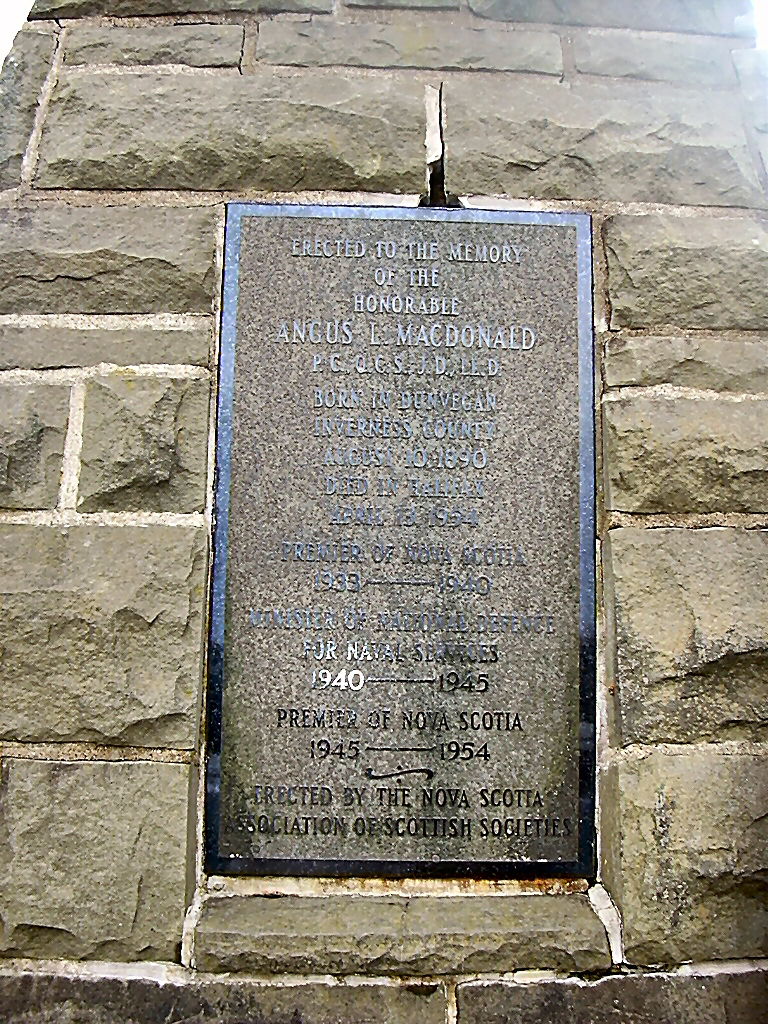 ERECTED TO THE MEMORY
OF THE
HONORABLE
ANGUS L. MACDONALD
P.C., Q.C., S.J.D., LL.D.
BORN IN DUNVEGAN
INVERNESS COUNTY
AUGUST 10, 1890
DIED IN HALIFAX
APRIL 13 1954
PREMIER OF NOVA SCOTIA
1933——1940
MINISTER OF NATIONAL DEFENCE
FOR NAVAL SERVICES
1940——1945
PREMIER OF NOVA SCOTIA
1945——1954
ERECTED BY THE NOVA SCOTIA
ASSOCIATION OF SCOTTISH SOCIETIES